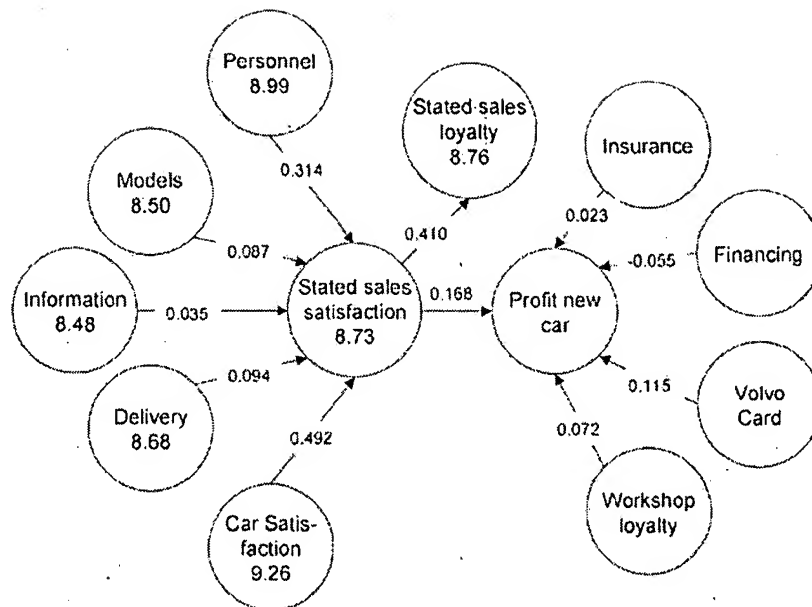 Personnel
8.99
Stated sales
loyalty
8.76
Insurance
Models
8.50
0.314
0.023
0.410
0.087
Financing
-0.055
Information
8.48
0.035
Stated sales
satisfaction
8.73
0.168
Profit new
car
0.094
Delivery
8.68
0.115
Volvo
Card
0.072
0.492
Workshop
loyalty
Car Satis-
faction
9.26